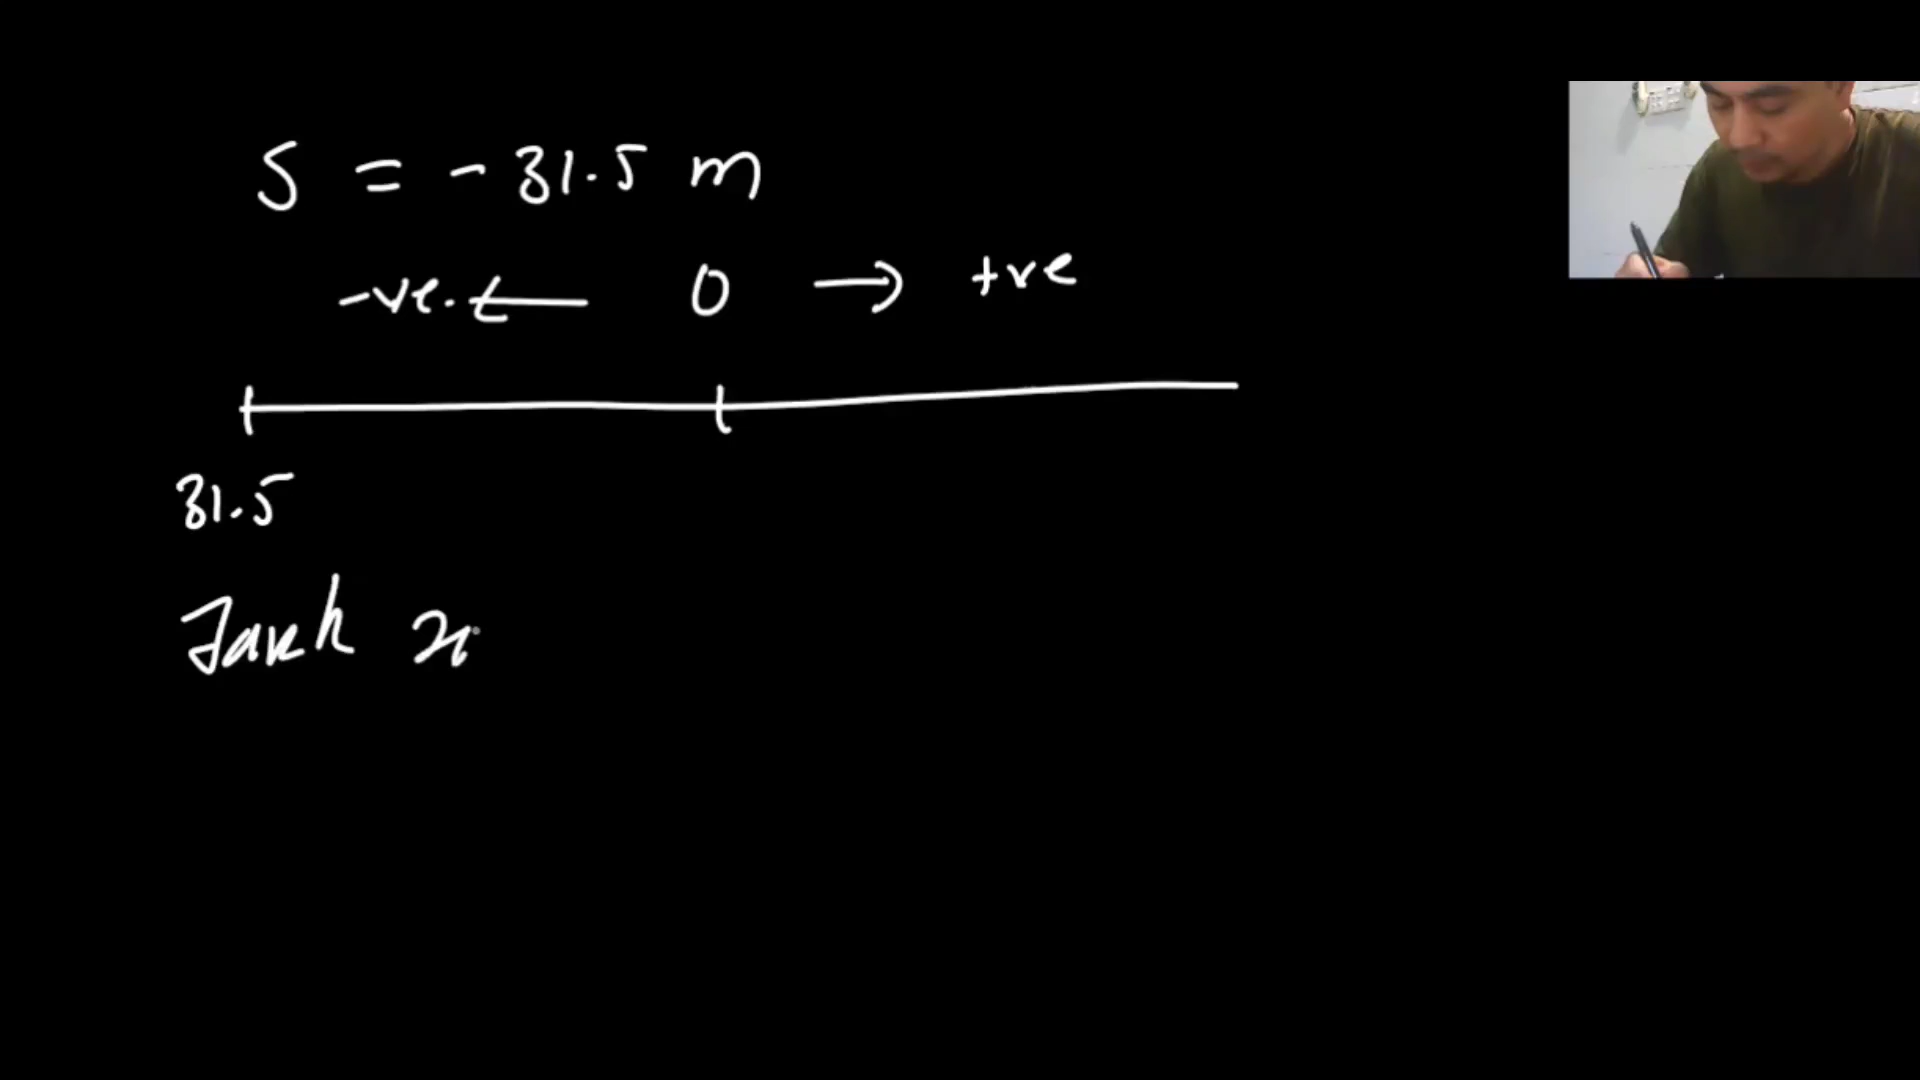 S = - 31.5 m
-ve. ← 0 → +ve
31.5
Jarak